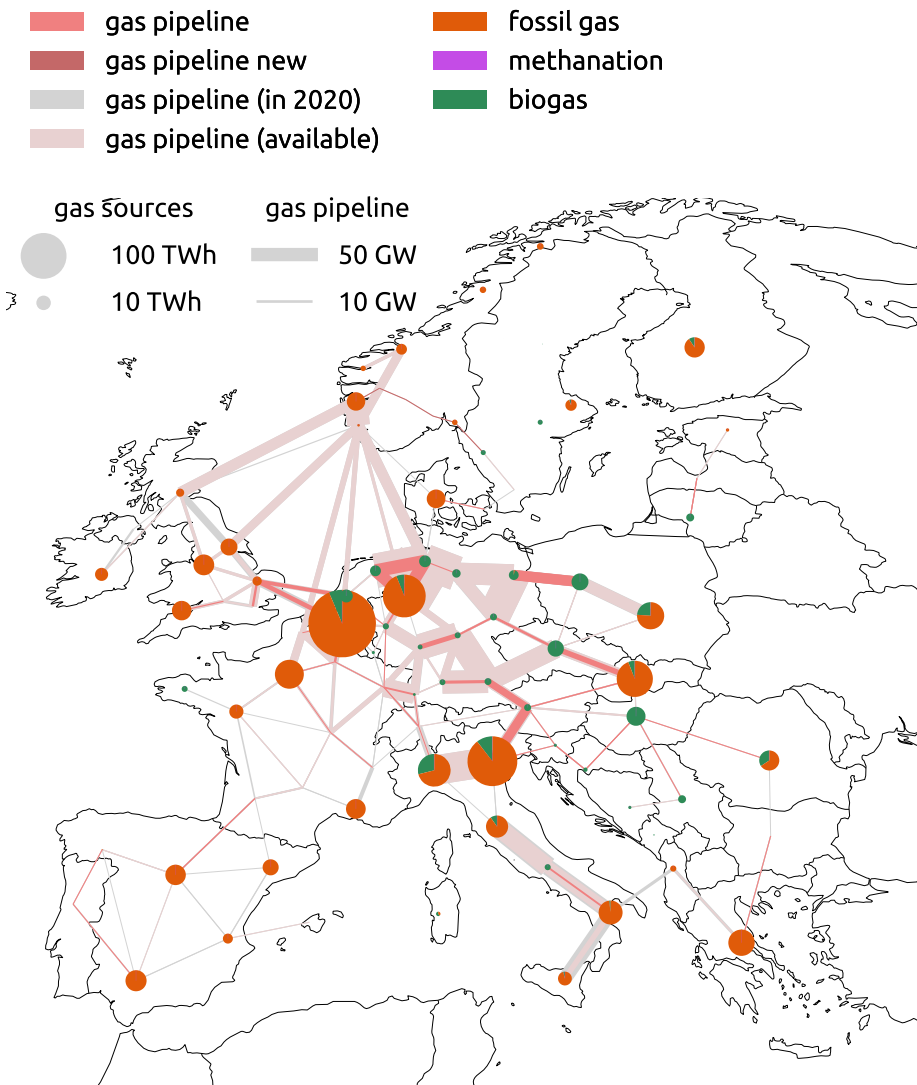 gas pipeline
gas pipeline new
gas pipeline (in 2020)
gas pipeline (available)
fossil gas
methanation
biogas
gas sources
100 TWh
10 TWh
gas pipeline
50 GW
10 GW